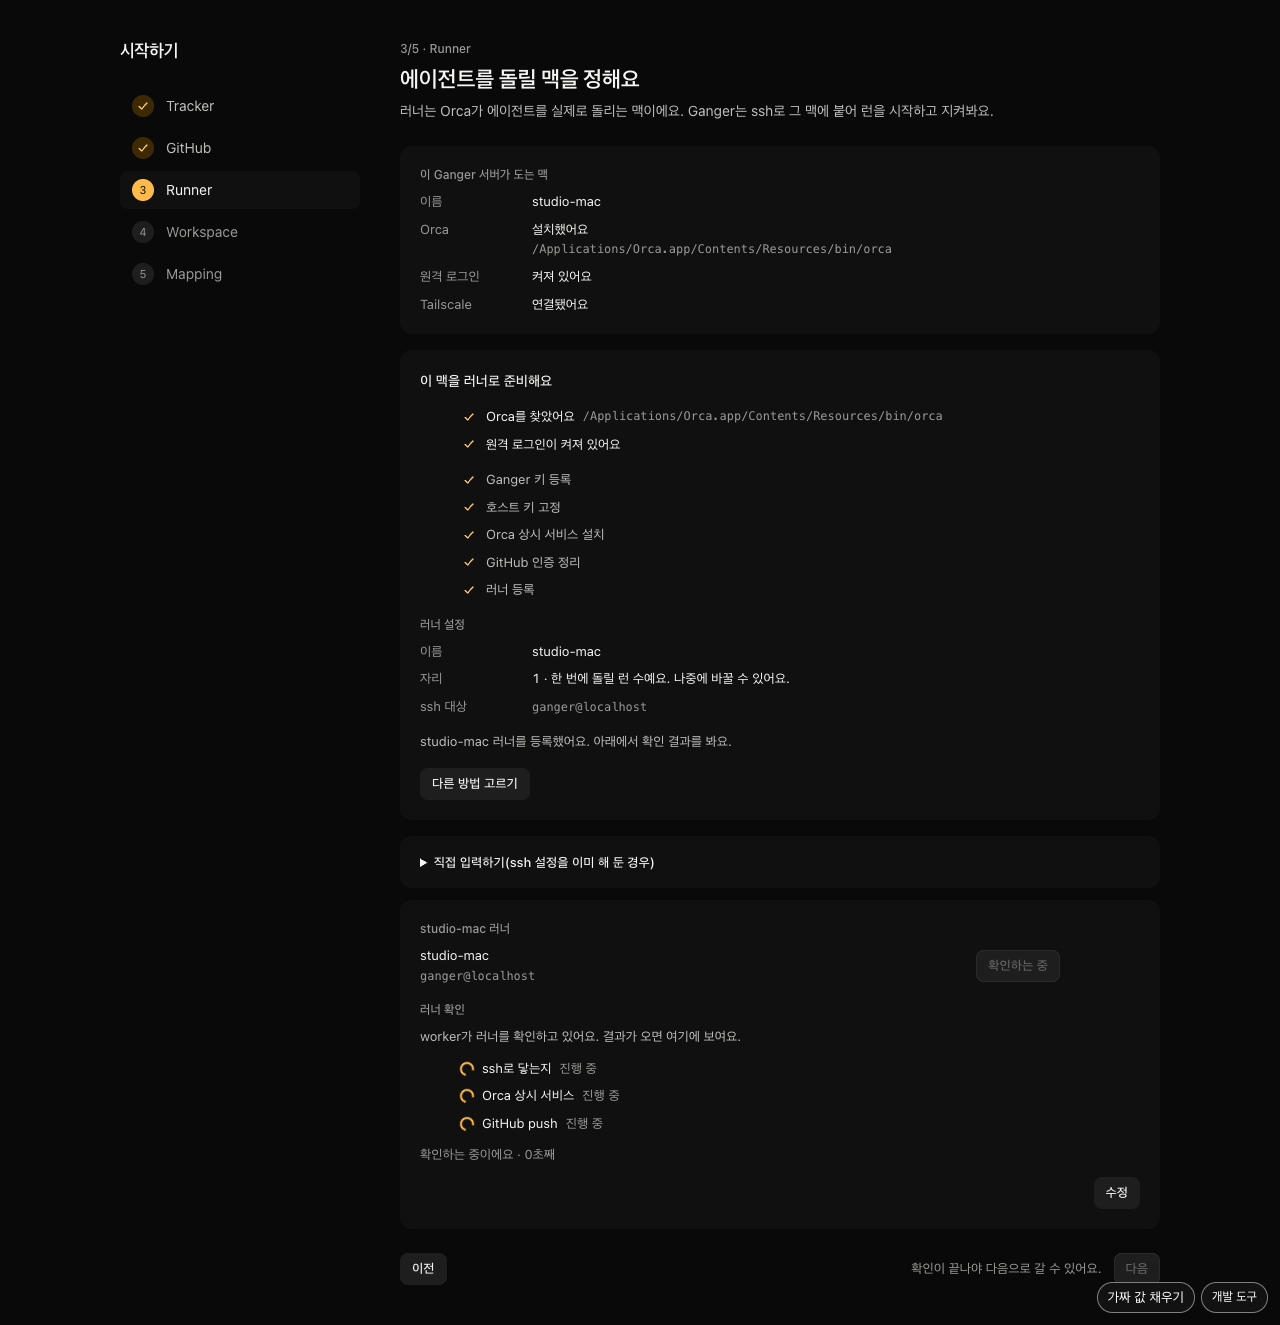 시작하기
Tracker
GitHub
3 Runner
4 Workspace
5 Mapping
3/5 · Runner
에이전트를 돌릴 맥을 정해요
러너는 Orca가 에이전트를 실제로 돌리는 맥이에요. Ganger는 ssh로 그 맥에 붙어 런을 시작하고 지켜봐요.
이 Ganger 서버가 도는 맥
이름 studio-mac
Orca 설치했어요
/Applications/Orca.app/Contents/Resources/bin/orca
원격 로그인 켜져 있어요
Tailscale 연결됐어요
이 맥을 러너로 준비해요
Orca를 찾았어요 /Applications/Orca.app/Contents/Resources/bin/orca
원격 로그인이 켜져 있어요
Ganger 키 등록
호스트 키 고정
Orca 상시 서비스 설치
GitHub 인증 정리
러너 등록
러너 설정
이름 studio-mac
자리 1 · 한 번에 돌릴 런 수예요. 나중에 바꿀 수 있어요.
ssh 대상 ganger@localhost
studio-mac 러너를 등록했어요. 아래에서 확인 결과를 봐요.
다른 방법 고르기
▶ 직접 입력하기(ssh 설정을 이미 해 둔 경우)
studio-mac 러너
studio-mac
ganger@localhost
확인하는 중
러너 확인
worker가 러너를 확인하고 있어요. 결과가 오면 여기에 보여요.
ssh로 닿는지 진행 중
Orca 상시 서비스 진행 중
GitHub push 진행 중
확인하는 중이에요 · 0초째
수정
이전
확인이 끝나야 다음으로 갈 수 있어요.
다음
가짜 값 채우기
개발 도구